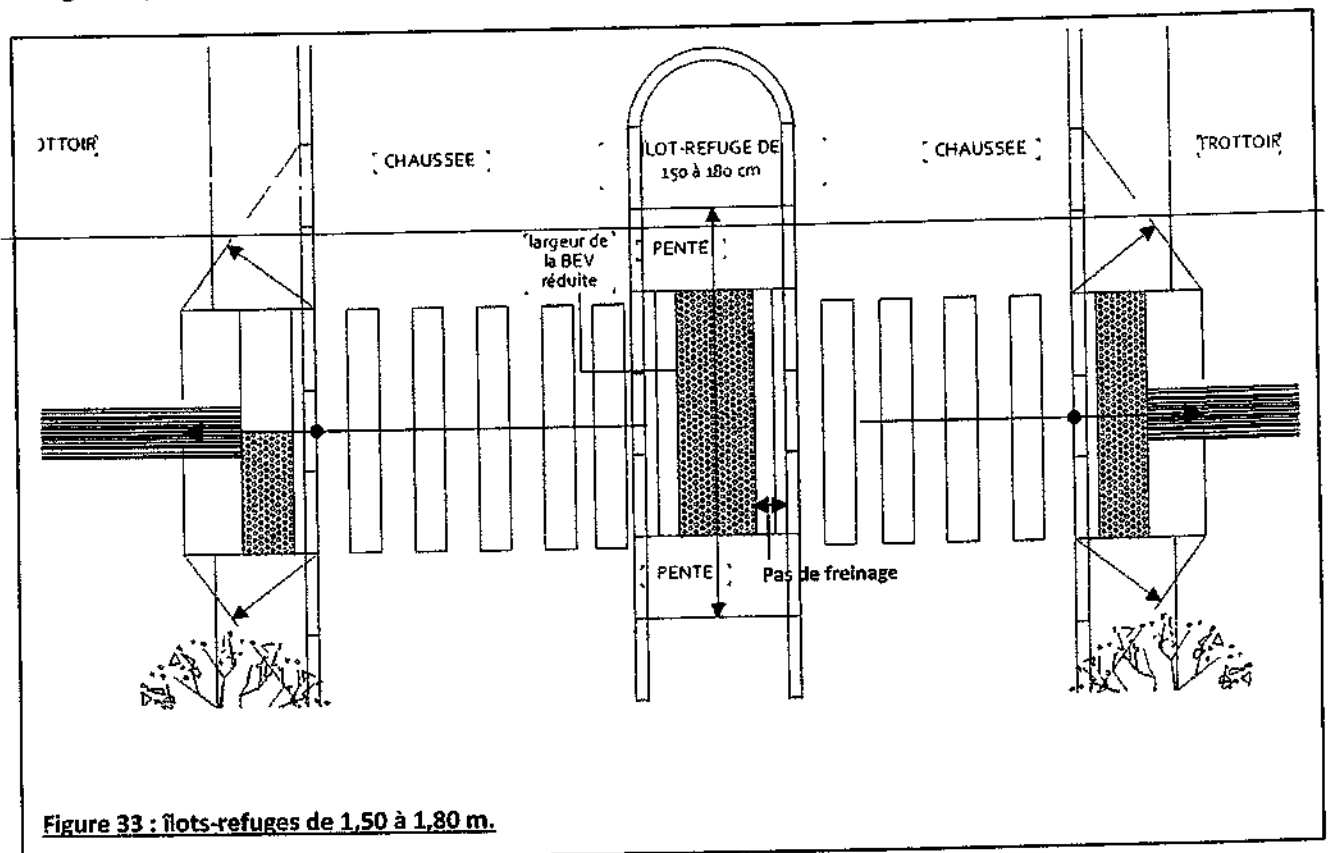 OTTOIR
CHAUSSEE
ILOT-REFUGE DE
150 à 180 cm
CHAUSSEE
TROTTOIR
largeur de
la BEV
réduite
PENTE
PENTE
Pas de freinage
Figure 33 : îlots-refuges de 1,50 à 1,80 m.